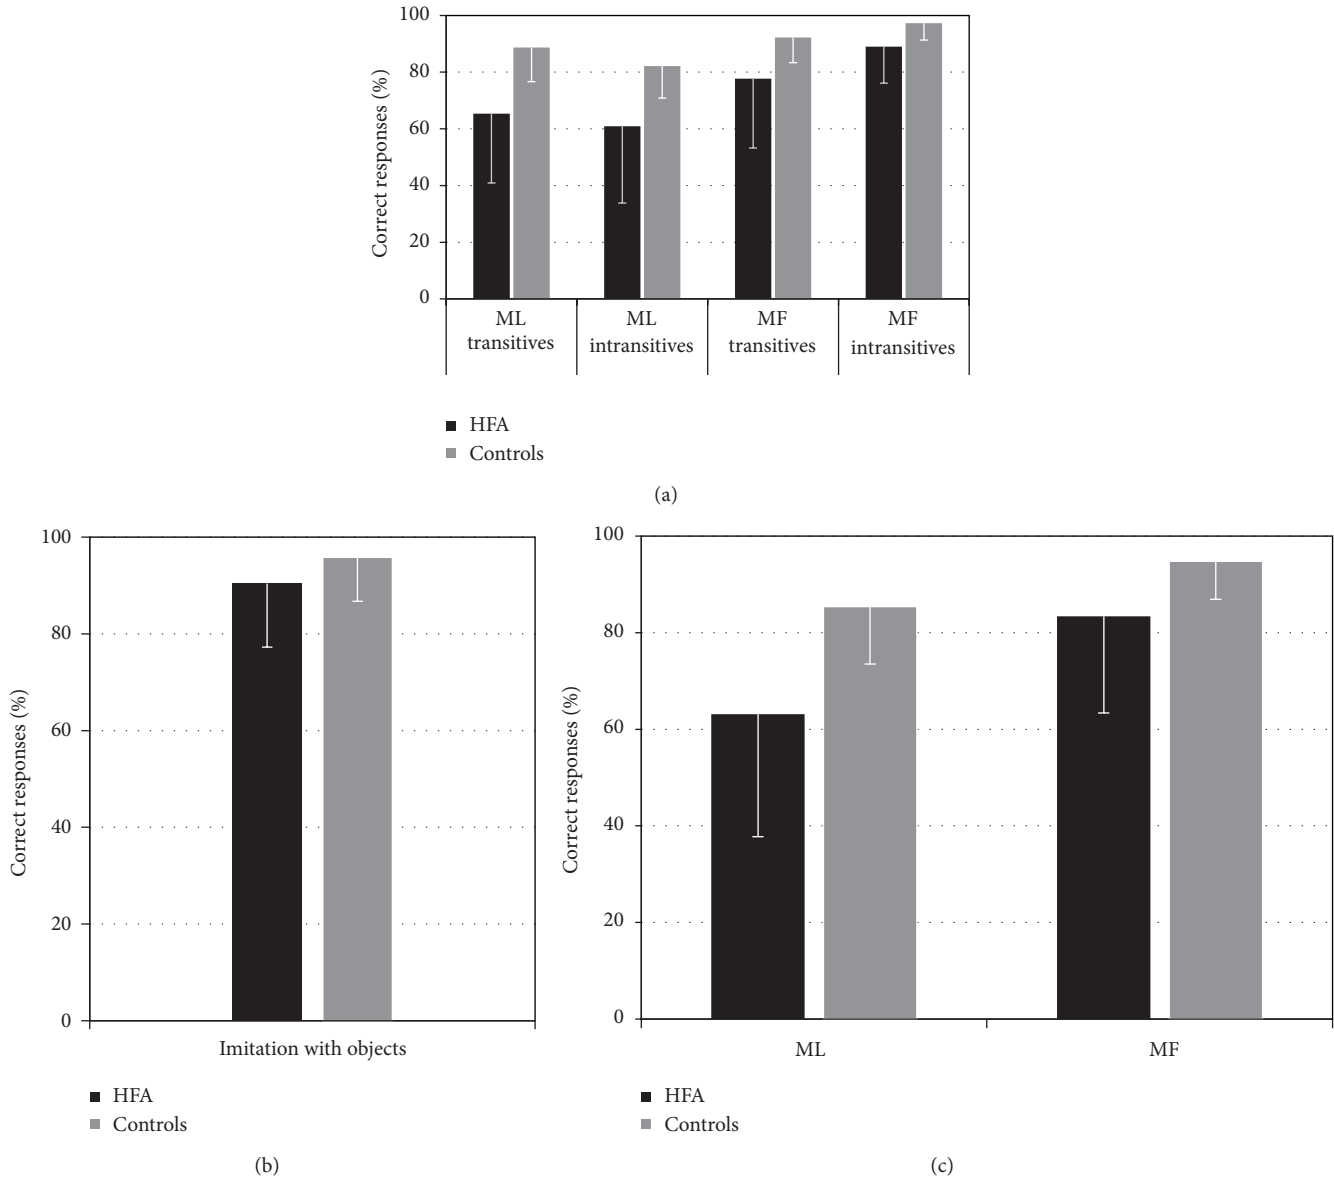 100
80
60
40
20
0
Correct responses (%)
ML transitives
ML intransitives
MF transitives
MF intransitives
HFA
Controls
(a)
100
80
60
40
20
0
Correct responses (%)
Imitation with objects
HFA
Controls
(b)
100
80
60
40
20
0
Correct responses (%)
ML
MF
HFA
Controls
(c)